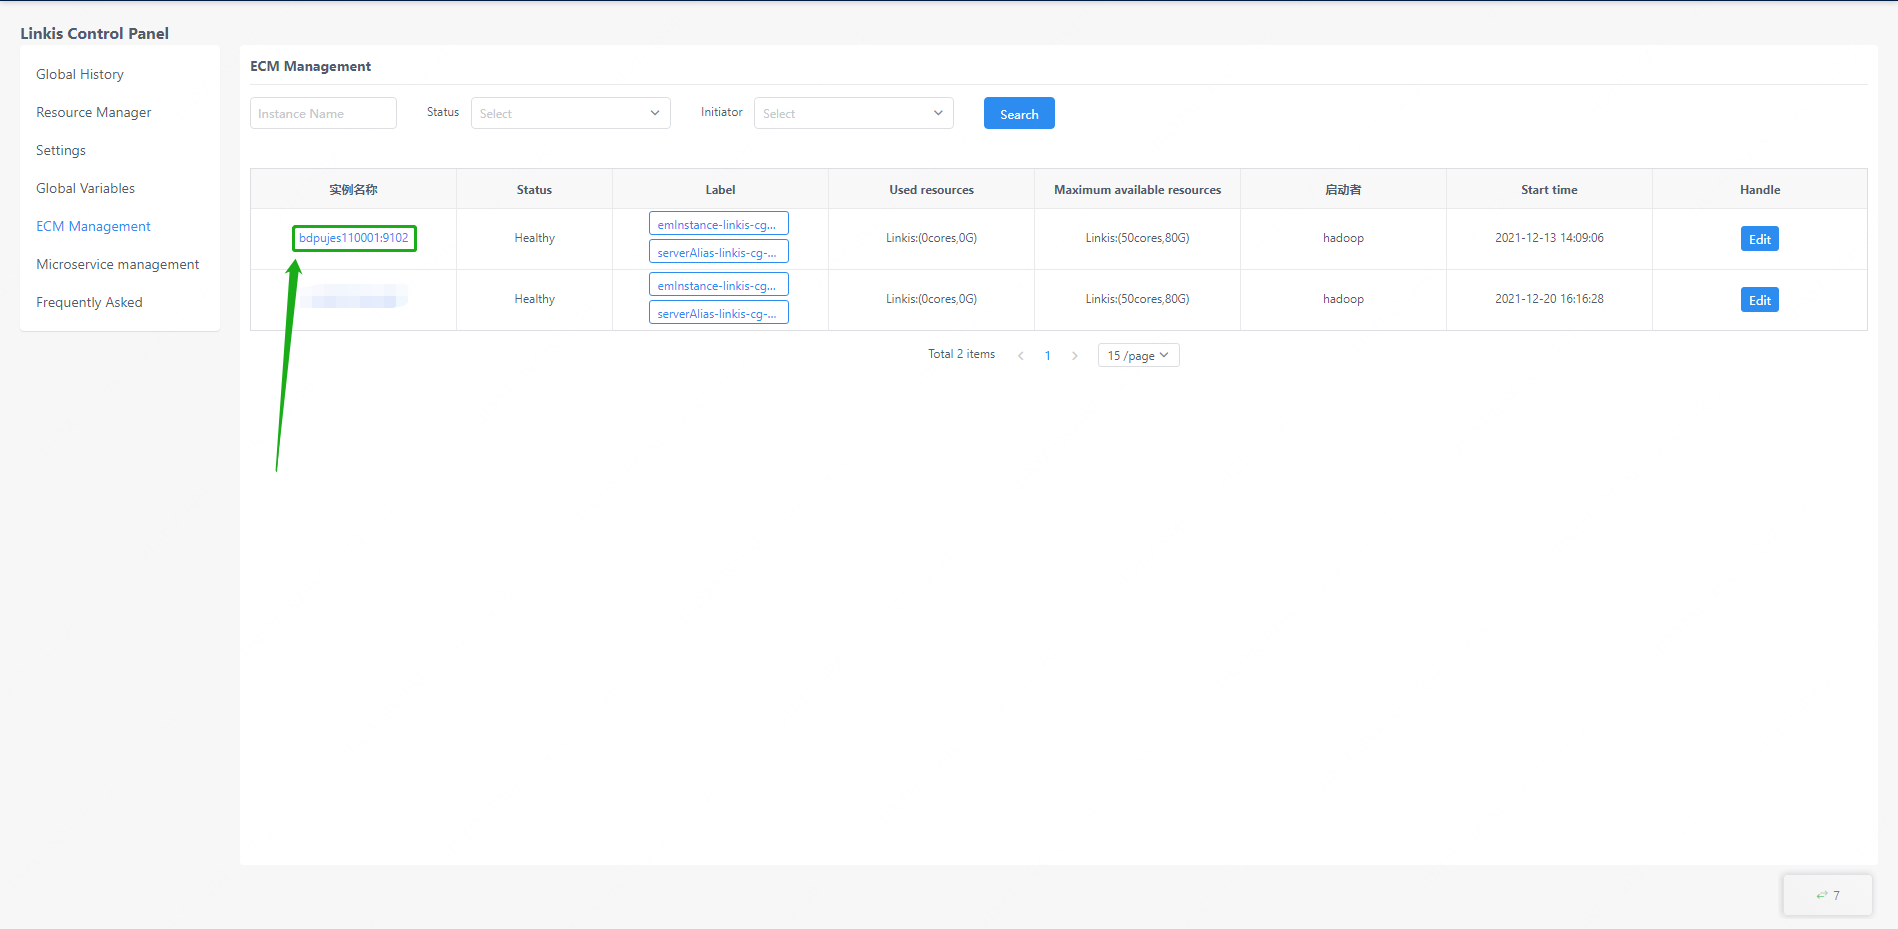 Linkis Control Panel
Global History
Resource Manager
Settings
Global Variables
ECM Management
Microservice management
Frequently Asked
ECM Management
Instance Name Status Select Initiator Select Search
实例名称 Status Label Used resources Maximum available resources 启动者 Start time Handle
bdpujes110001:9102 Healthy emInstance-linkis-cg... serverAlias-linkis-cg-... Linkis:(0cores,0G) Linkis:(50cores,80G) hadoop 2021-12-13 14:09:06 Edit
Healthy emInstance-linkis-cg... serverAlias-linkis-cg-... Linkis:(0cores,0G) Linkis:(50cores,80G) hadoop 2021-12-20 16:16:28 Edit
Total 2 items 1 15 /page
7